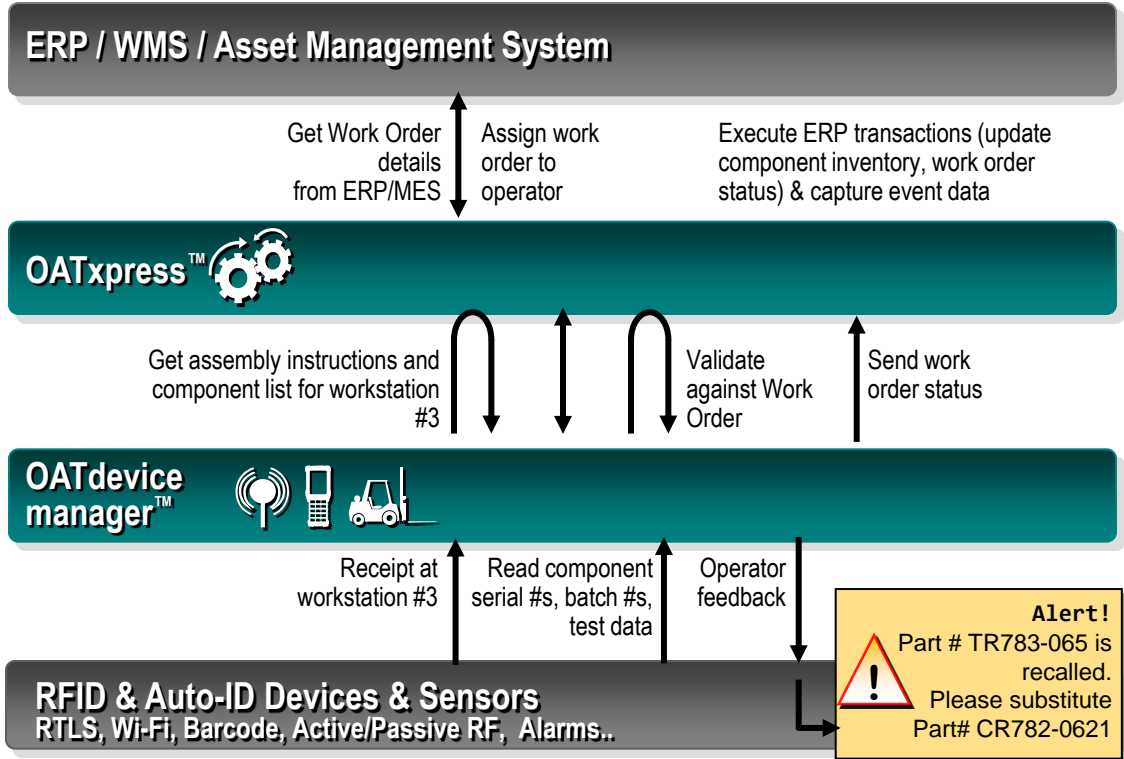 ERP / WMS / Asset Management System
Get Work Order
details
from ERP/MES
Assign work
order to
operator
Execute ERP transactions (update
component inventory, work order
status) & capture event data
OATxpress™
Get assembly instructions and
component list for workstation
#3
Validate
against Work
Order
Send work
order status
OATdevice
manager™
Receipt at
workstation #3
Read component
serial #s, batch #s,
test data
Operator
feedback
Alert!
Part # TR783-065 is
recalled.
Please substitute
Part# CR782-0621
!
RFID & Auto-ID Devices & Sensors
RTLS, Wi-Fi, Barcode, Active/Passive RF, Alarms..